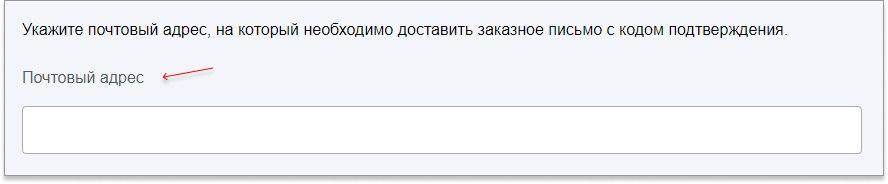 Укажите почтовый адрес, на который необходимо доставить заказное письмо с кодом подтверждения.
Почтовый адрес